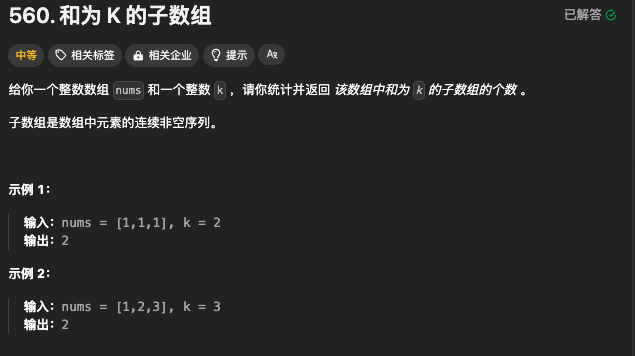 560. 和为 K 的子数组
已解答
中等 相关标签 相关企业 提示 Aず
给你一个整数数组 nums 和一个整数 k ，请你统计并返回 该数组中和为 k 的子数组的个数 。
子数组是数组中元素的连续非空序列。
示例 1：
输入：nums = [1,1,1], k = 2
输出：2
示例 2：
输入：nums = [1,2,3], k = 3
输出：2